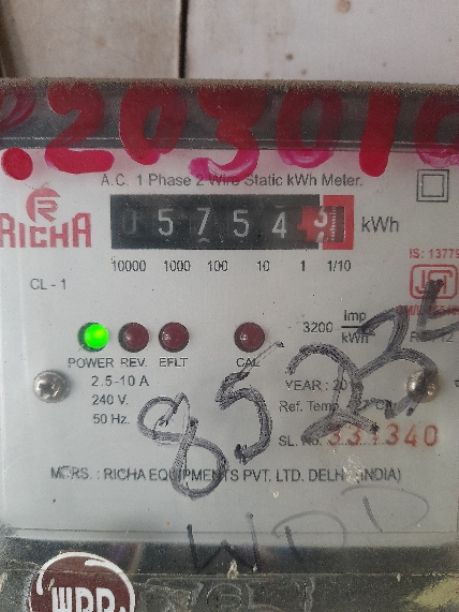 203010
A.C. 1 Phase 2 Wire Static kWh Meter.
RICHA
05754 kWh
10000 1000 100 10 1 1/10
IS: 13779
CL - 1
3200 Imp/kWh
POWER REV. EFLT CAL
2.5-10 A
240 V.
50 Hz.
YEAR : 20
Ref. Temp
85223
SL. No. 331340
MFRS. : RICHA EQUIPMENTS PVT. LTD. DELHI (INDIA)
WDD